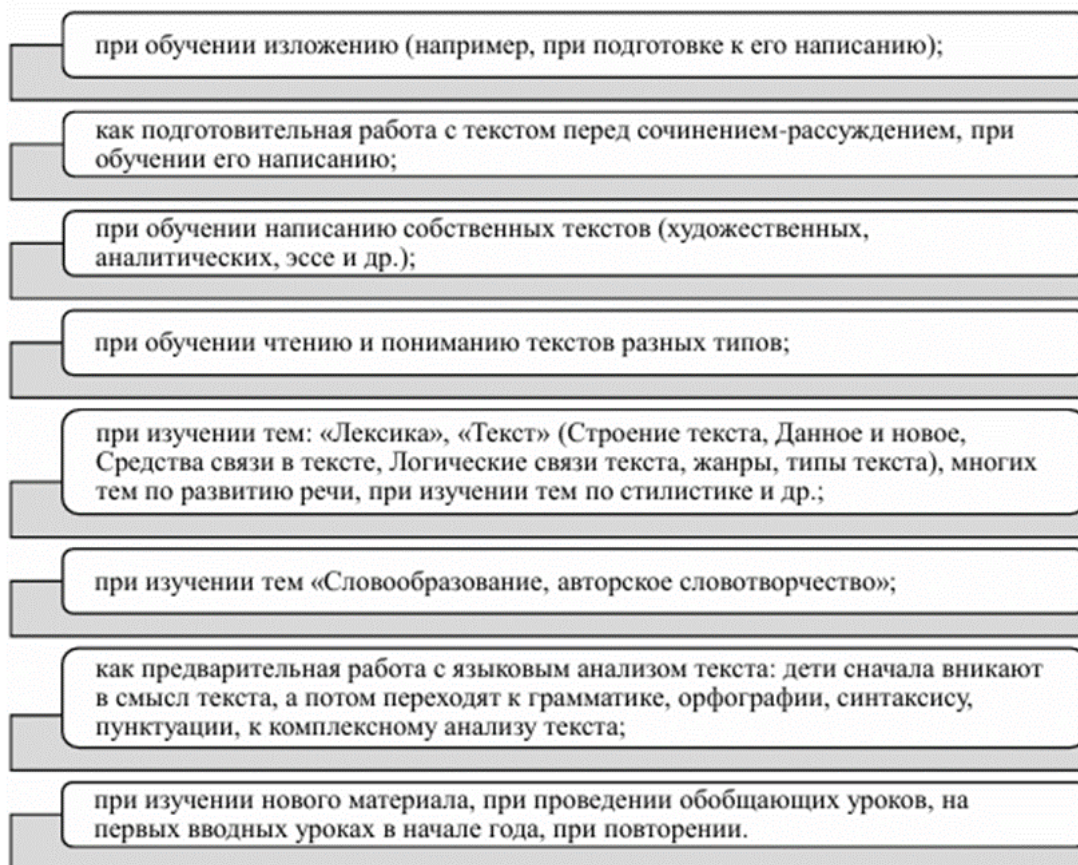 при обучении изложению (например, при подготовке к его написанию);
как подготовительная работа с текстом перед сочинением-рассуждением, при
обучении его написанию;
при обучении написанию собственных текстов (художественных,
аналитических, эссе и др.);
при обучении чтению и пониманию текстов разных типов;
при изучении тем: «Лексика», «Текст» (Строение текста, Данное и новое,
Средства связи в тексте, Логические связи текста, жанры, типы текста), многих
тем по развитию речи, при изучении тем по стилистике и др.;
при изучении тем «Словообразование, авторское словотворчество»;
как предварительная работа с языковым анализом текста: дети сначала вникают
в смысл текста, а потом переходят к грамматике, орфографии, синтаксису,
пунктуации, к комплексному анализу текста;
при изучении нового материала, при проведении обобщающих уроков, на
первых вводных уроках в начале года, при повторении.